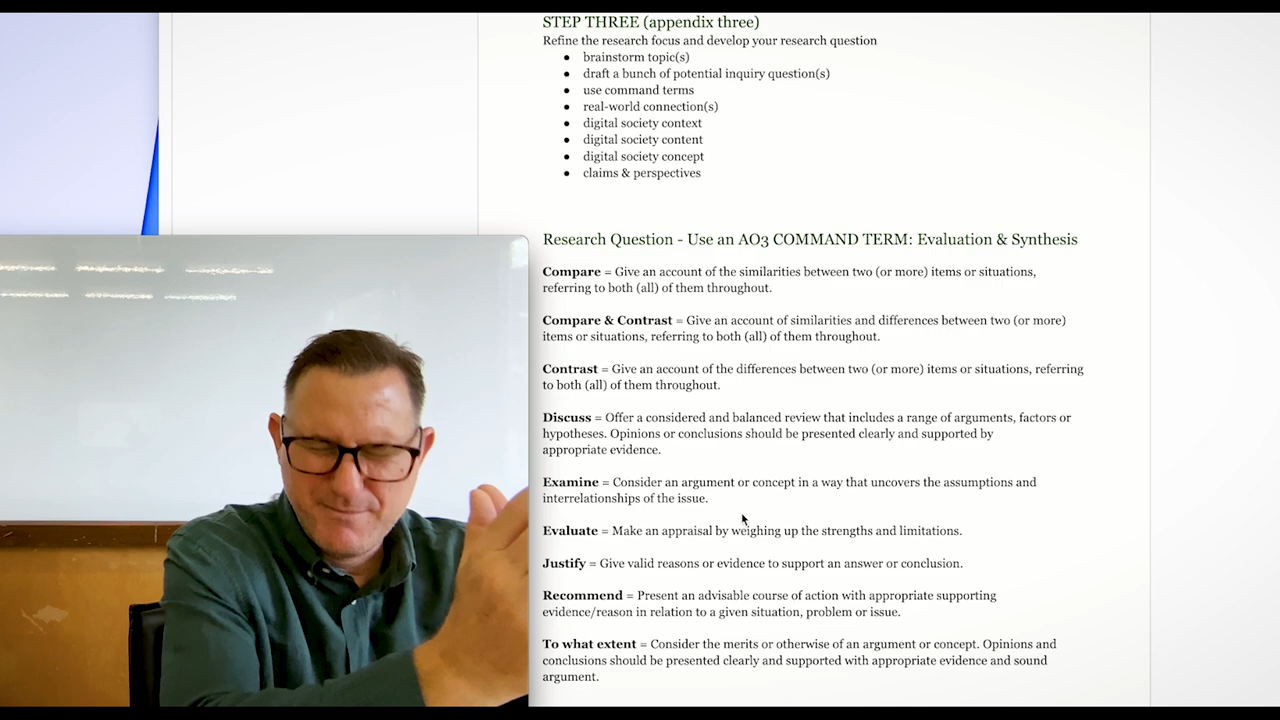 STEP THREE (appendix three)
Refine the research focus and develop your research question
● brainstorm topic(s)
● draft a bunch of potential inquiry question(s)
● use command terms
● real-world connection(s)
● digital society context
● digital society content
● digital society concept
● claims & perspectives
Research Question - Use an AO3 COMMAND TERM: Evaluation & Synthesis
Compare = Give an account of the similarities between two (or more) items or situations,
referring to both (all) of them throughout.
Compare & Contrast = Give an account of similarities and differences between two (or more)
items or situations, referring to both (all) of them throughout.
Contrast = Give an account of the differences between two (or more) items or situations, referring
to both (all) of them throughout.
Discuss = Offer a considered and balanced review that includes a range of arguments, factors or
hypotheses. Opinions or conclusions should be presented clearly and supported by
appropriate evidence.
Examine = Consider an argument or concept in a way that uncovers the assumptions and
interrelationships of the issue.
Evaluate = Make an appraisal by weighing up the strengths and limitations.
Justify = Give valid reasons or evidence to support an answer or conclusion.
Recommend = Present an advisable course of action with appropriate supporting
evidence/reason in relation to a given situation, problem or issue.
To what extent = Consider the merits or otherwise of an argument or concept. Opinions and
conclusions should be presented clearly and supported with appropriate evidence and sound
argument.